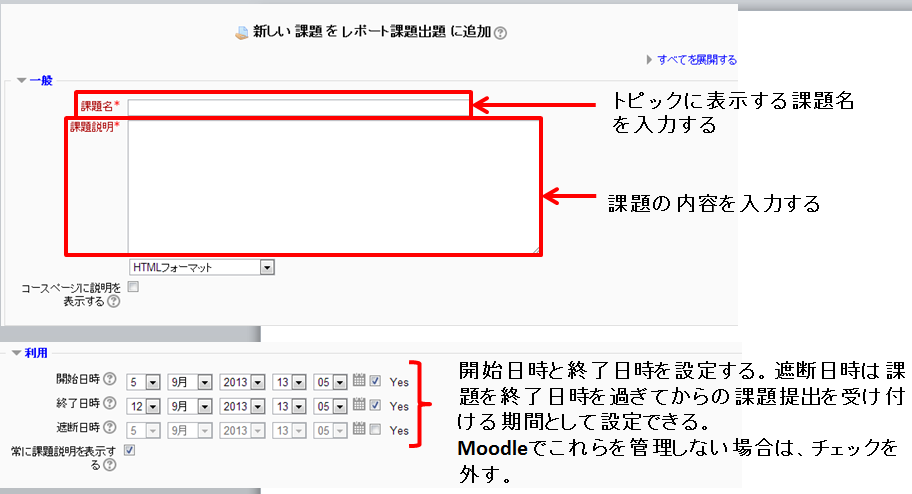 新しい 課題 を レポート課題出題 に追加
すべてを展開する
一般
課題名*
トピックに表示する課題名
を入力する
課題説明*
課題の内容を入力する
HTMLフォーマット
コースページに説明を
表示する
利用
開始日時 5 9月 2013 13 05 Yes
終了日時 12 9月 2013 13 05 Yes
遮断日時 5 9月 2013 13 05 Yes
常に課題説明を表示す
る
開始日時と終了日時を設定する。遮断日時は課
題を終了日時を過ぎてからの課題提出を受け付
ける期間として設定できる。
Moodleでこれらを管理しない場合は、チェックを
外す。